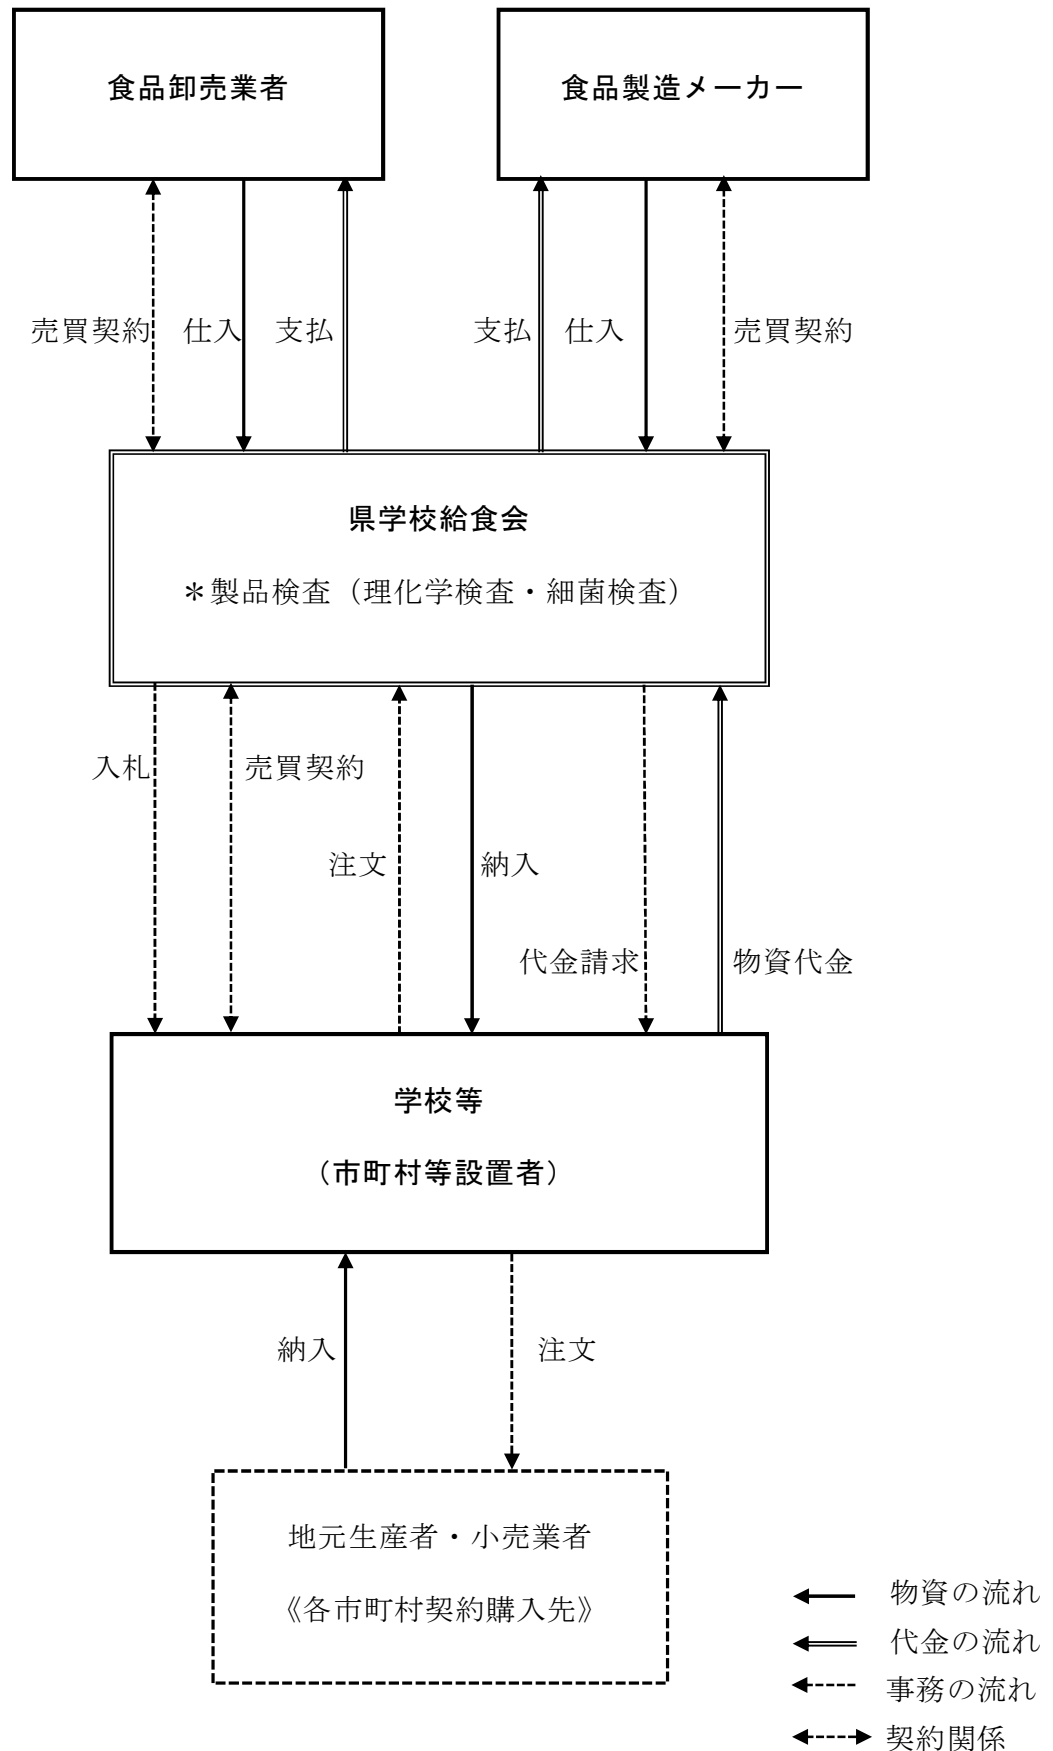 食品卸売業者
食品製造メーカー
売買契約
仕入
支払
支払
仕入
売買契約
県学校給食会
＊製品検査（理化学検査・細菌検査）
入札
売買契約
注文
納入
代金請求
物資代金
学校等
（市町村等設置者）
納入
注文
地元生産者・小売業者
《各市町村契約購入先》
物資の流れ
代金の流れ
事務の流れ
契約関係